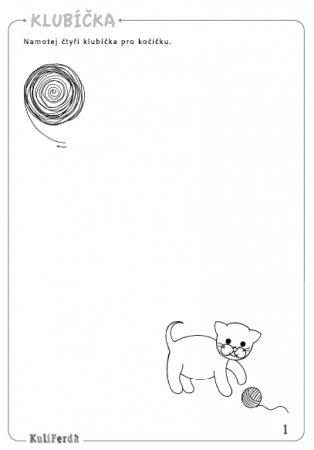 KLUBÍČKA
Namotej čtyři klubíčka pro kočičku.
1
KuliFerda